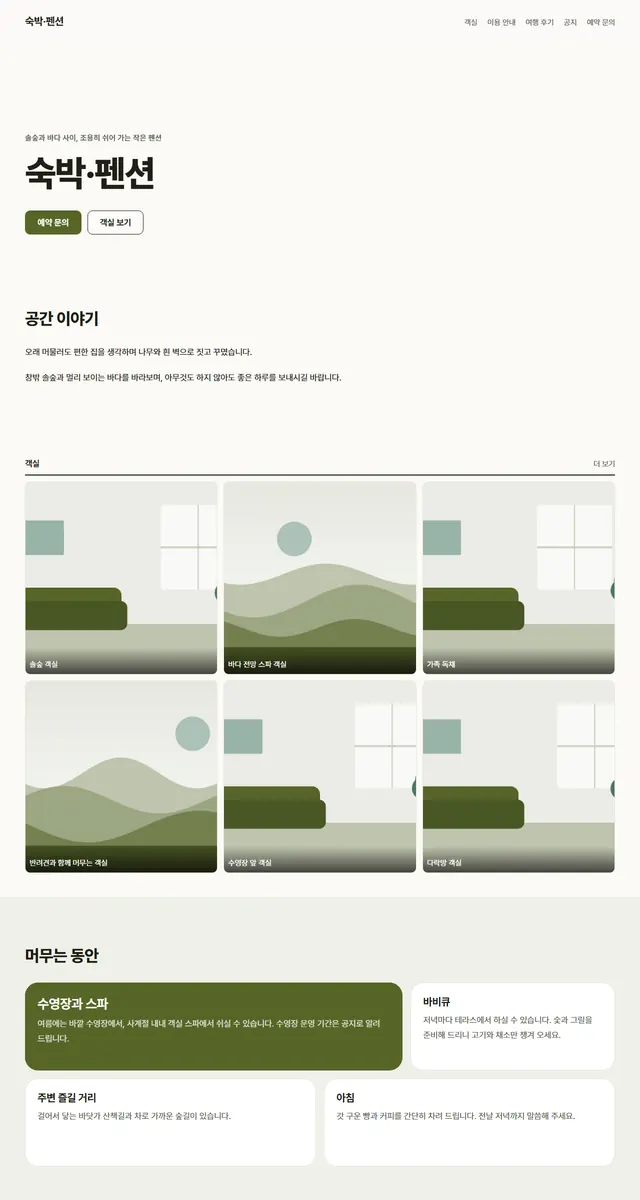 숙박·펜션
객실 이용 안내 여행 후기 공지 예약 문의
솔숲과 바다 사이, 조용히 쉬어 가는 작은 펜션
숙박·펜션
예약 문의 객실 보기
공간 이야기
오래 머물러도 편한 집을 생각하며 나무와 흰 벽으로 짓고 꾸몄습니다.
창밖 솔숲과 멀리 보이는 바다를 바라보며, 아무것도 하지 않아도 좋은 하루를 보내시길 바랍니다.
객실 더 보기
솔숲 객실
바다 전망 스파 객실
가족 독채
반려견과 함께 머무는 객실
수영장 앞 객실
다락방 객실
머무는 동안
수영장과 스파
여름에는 바깥 수영장에서, 사계절 내내 객실 스파에서 쉬실 수 있습니다. 수영장 운영 기간은 공지로 알려
드립니다.
바비큐
저녁마다 테라스에서 하실 수 있습니다. 숯과 그릴을
준비해 드리니 고기와 채소만 챙겨 오세요.
주변 즐길 거리
걸어서 닿는 바닷가 산책길과 차로 가까운 숲길이 있습니다.
아침
갓 구운 빵과 커피를 간단히 차려 드립니다. 전날 저녁까지 말씀해 주세요.